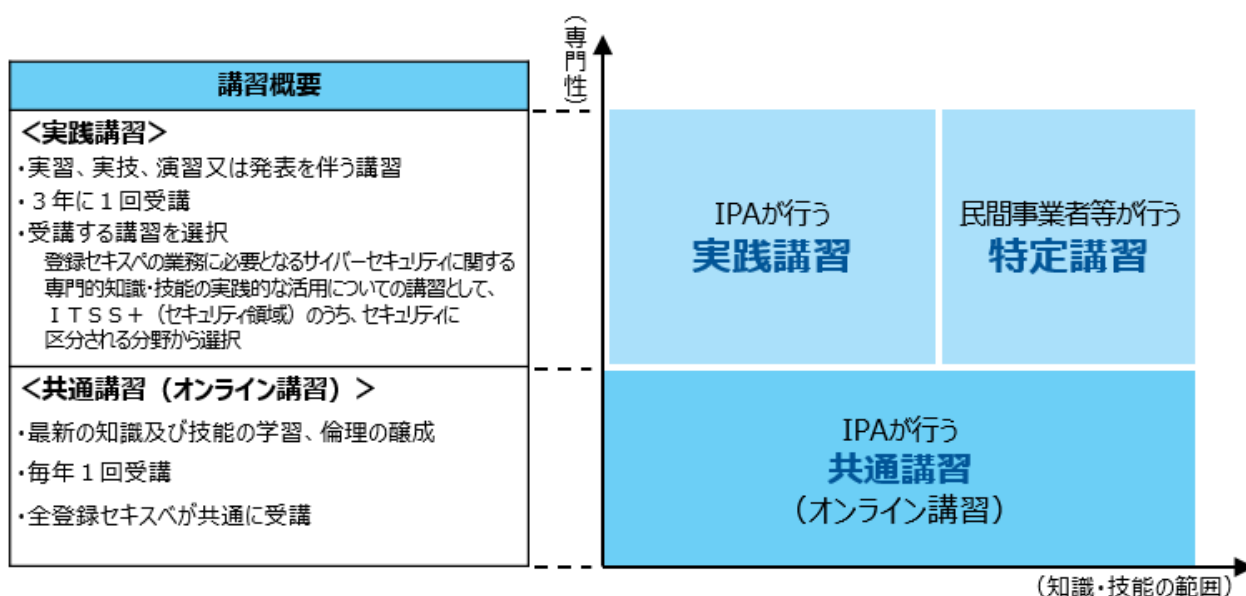 講習概要
＜実践講習＞
・実習、実技、演習又は発表を伴う講習
・３年に１回受講
・受講する講習を選択
登録セキスペの業務に必要となるサイバーセキュリティに関する
専門的知識・技能の実践的な活用についての講習として、
ＩＴＳＳ＋（セキュリティ領域）のうち、セキュリティに
区分される分野から選択
＜共通講習（オンライン講習）＞
・最新の知識及び技能の学習、倫理の醸成
・毎年１回受講
・全登録セキスペが共通に受講
（専門性）
IPAが行う
実践講習
民間事業者等が行う
特定講習
IPAが行う
共通講習
（オンライン講習）
（知識・技能の範囲）